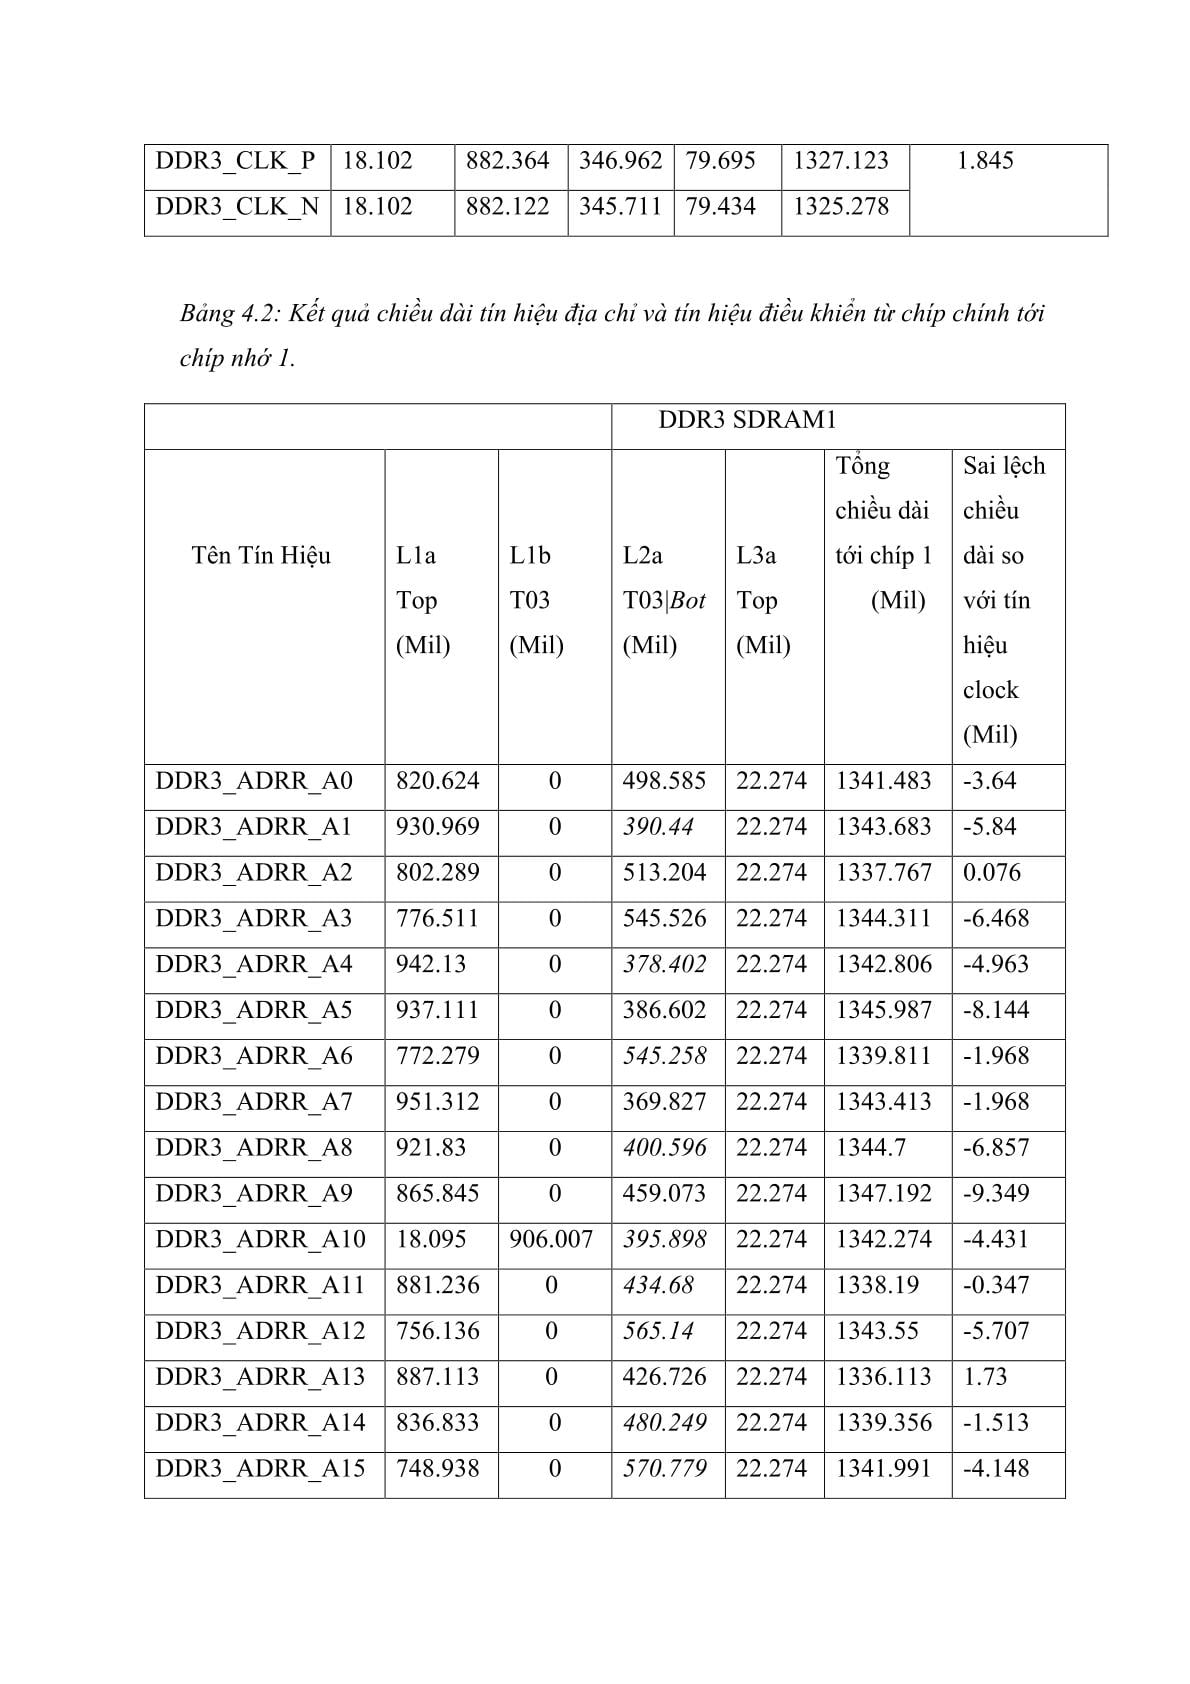 DDR3_CLK_P 18.102 882.364 346.962 79.695 1327.123 1.845
DDR3_CLK_N 18.102 882.122 345.711 79.434 1325.278
Bảng 4.2: Kết quả chiều dài tín hiệu địa chỉ và tín hiệu điều khiển từ chíp chính tới
chíp nhớ 1.
DDR3 SDRAM1
Tên Tín Hiệu
L1a
Top
(Mil)
L1b
T03
(Mil)
L2a
T03|Bot
(Mil)
L3a
Top
(Mil)
Tổng
chiều dài
tới chíp 1
(Mil)
Sai lệch
chiều
dài so
với tín
hiệu
clock
(Mil)
DDR3_ADRR_A0 820.624 0 498.585 22.274 1341.483 -3.64
DDR3_ADRR_A1 930.969 0 390.44 22.274 1343.683 -5.84
DDR3_ADRR_A2 802.289 0 513.204 22.274 1337.767 0.076
DDR3_ADRR_A3 776.511 0 545.526 22.274 1344.311 -6.468
DDR3_ADRR_A4 942.13 0 378.402 22.274 1342.806 -4.963
DDR3_ADRR_A5 937.111 0 386.602 22.274 1345.987 -8.144
DDR3_ADRR_A6 772.279 0 545.258 22.274 1339.811 -1.968
DDR3_ADRR_A7 951.312 0 369.827 22.274 1343.413 -1.968
DDR3_ADRR_A8 921.83 0 400.596 22.274 1344.7 -6.857
DDR3_ADRR_A9 865.845 0 459.073 22.274 1347.192 -9.349
DDR3_ADRR_A10 18.095 906.007 395.898 22.274 1342.274 -4.431
DDR3_ADRR_A11 881.236 0 434.68 22.274 1338.19 -0.347
DDR3_ADRR_A12 756.136 0 565.14 22.274 1343.55 -5.707
DDR3_ADRR_A13 887.113 0 426.726 22.274 1336.113 1.73
DDR3_ADRR_A14 836.833 0 480.249 22.274 1339.356 -1.513
DDR3_ADRR_A15 748.938 0 570.779 22.274 1341.991 -4.148